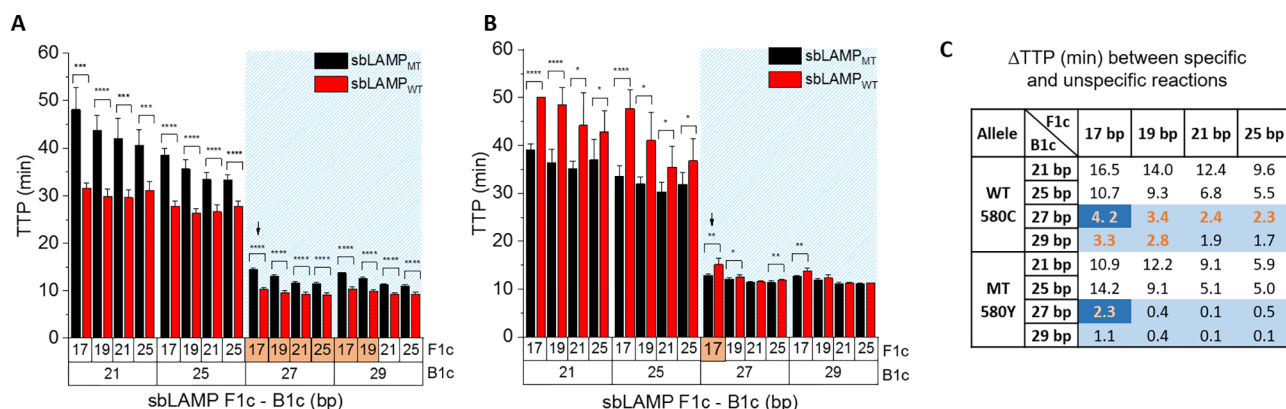 A
60
50
40
30
20
10
0
TTP (min)
sbLAMPMT
sbLAMPWT
*** **** *** *** **** **** **** **** **** **** **** **** **** **** **** ****
17 19 21 25 17 19 21 25 17 19 21 25 17 19 21 25 F1c
21 25 27 29 B1c
sbLAMP F1c - B1c (bp)
B
60
50
40
30
20
10
0
TTP (min)
sbLAMPMT
sbLAMPWT
**** **** * * **** * * * ** * ** **
17 19 21 25 17 19 21 25 17 19 21 25 17 19 21 25 F1c
21 25 27 29 B1c
sbLAMP F1c - B1c (bp)
C
ΔTTP (min) between specific
and unspecific reactions
Allele F1c B1c 17 bp 19 bp 21 bp 25 bp
WT 580C
21 bp 16.5 14.0 12.4 9.6
25 bp 10.7 9.3 6.8 5.5
27 bp 4. 2 3.4 2.4 2.3
29 bp 3.3 2.8 1.9 1.7
MT 580Y
21 bp 10.9 12.2 9.1 5.9
25 bp 14.2 9.1 5.1 5.0
27 bp 2.3 0.4 0.1 0.5
29 bp 1.1 0.4 0.1 0.1